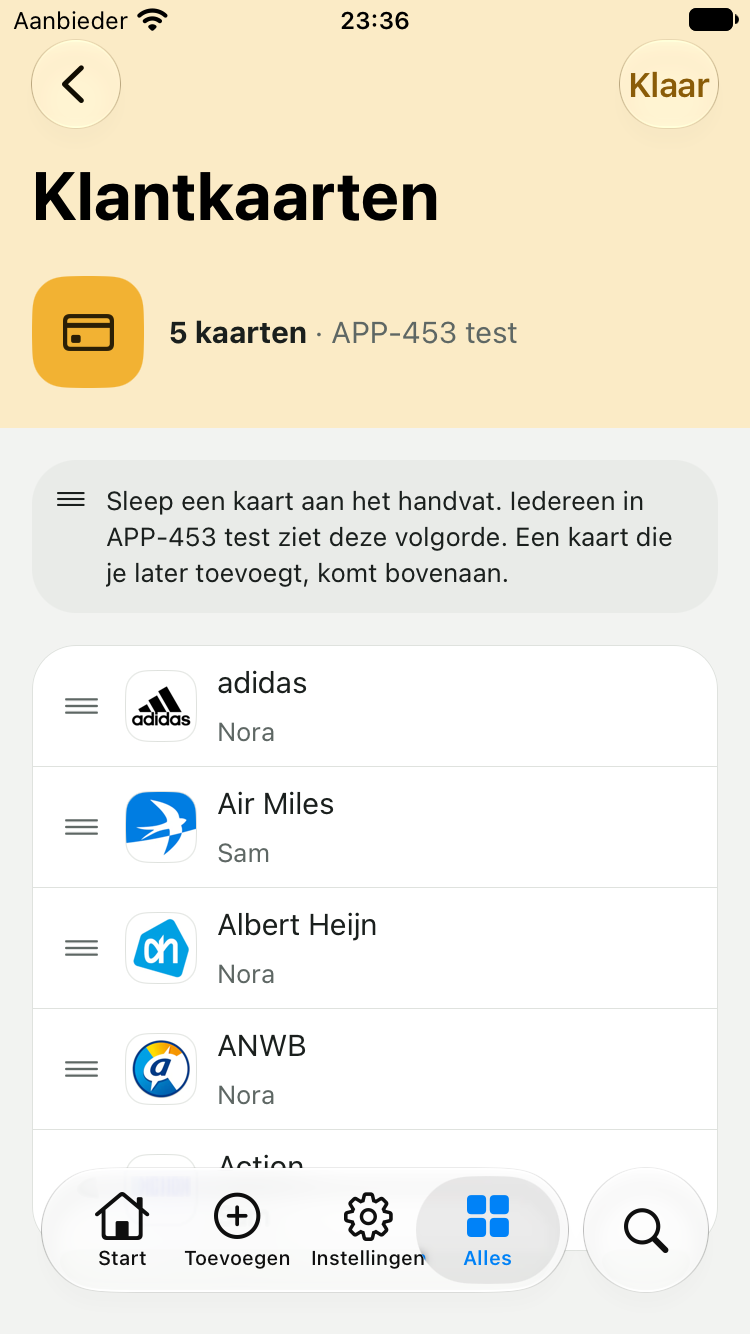 Aanbieder 23:36
Klaar
Klantkaarten
5 kaarten · APP-453 test
Sleep een kaart aan het handvat. Iedereen in
APP-453 test ziet deze volgorde. Een kaart die
je later toevoegt, komt bovenaan.
adidas
adidas
Nora
Air Miles
Sam
Albert Heijn
Nora
ANWB
Nora
Action
Start Toevoegen Instellingen Alles